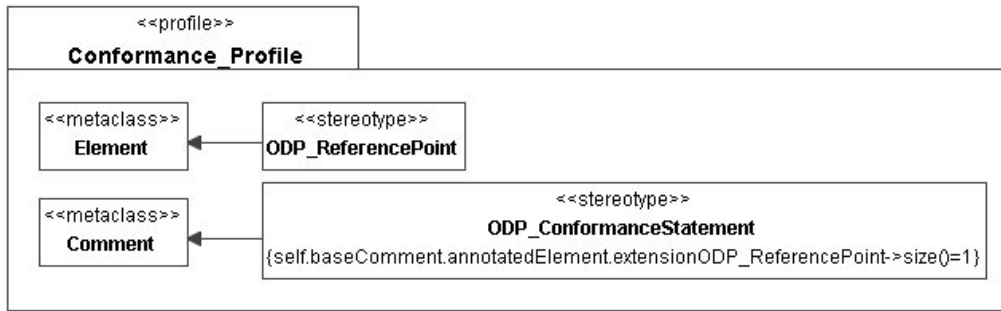 <<profile>>
Conformance_Profile
<<metaclass>>
Element
<<stereotype>>
ODP_ReferencePoint
<<metaclass>>
Comment
<<stereotype>>
ODP_ConformanceStatement
{self.baseComment.annotatedElement.extensionODP_ReferencePoint->size()=1}